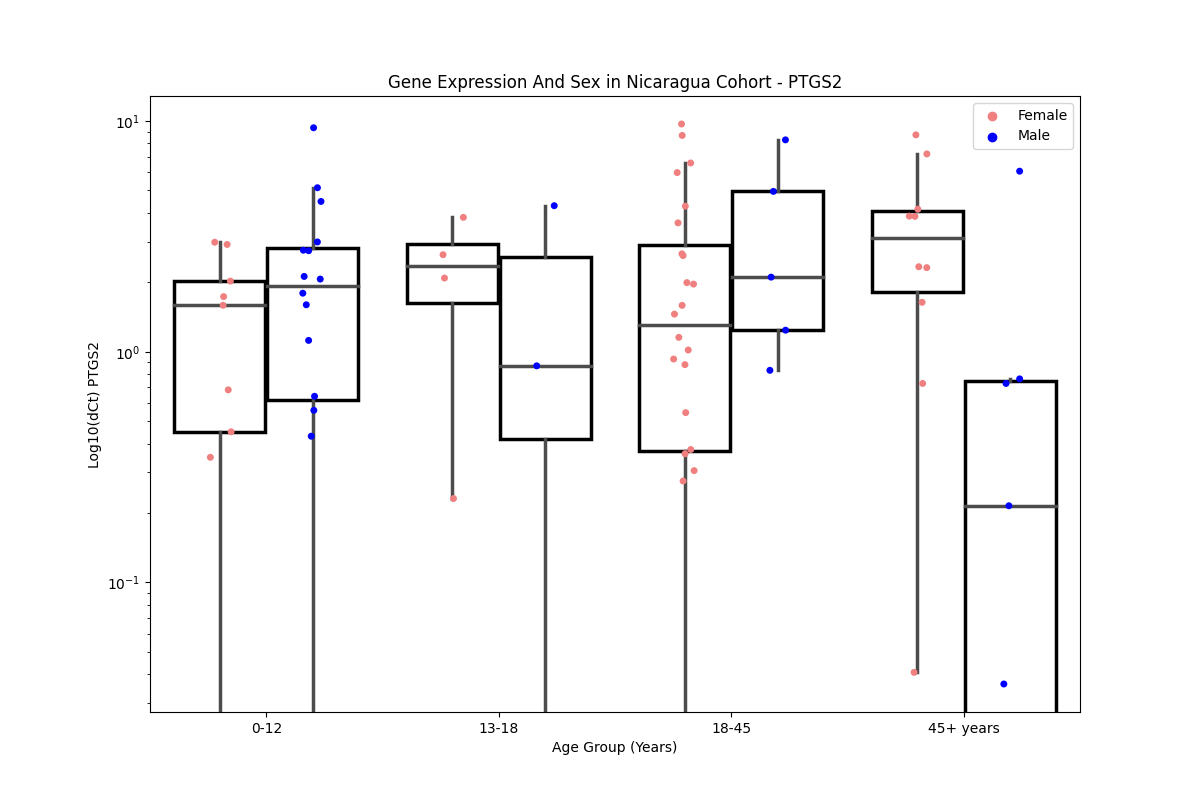 Gene Expression And Sex in Nicaragua Cohort - PTGS2
Female
Male
10¹
10⁰
10⁻¹
Log10(dCt) PTGS2
0-12
13-18
18-45
45+ years
Age Group (Years)